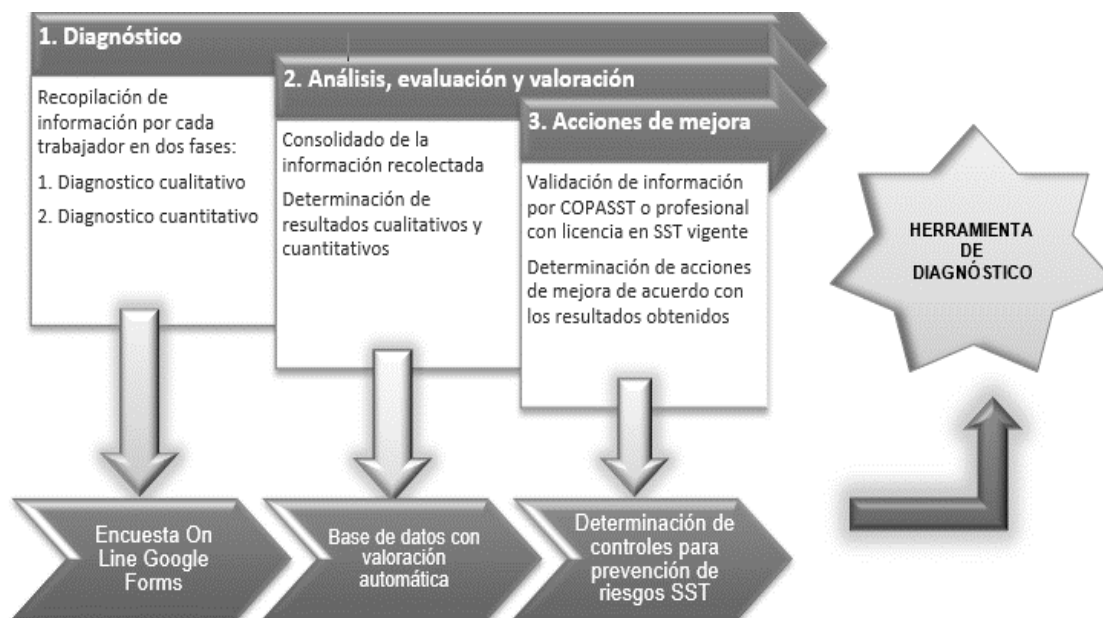 1. Diagnóstico
Recopilación de
información por cada
trabajador en dos fases:
1. Diagnostico cualitativo
2. Diagnostico cuantitativo
2. Análisis, evaluación y valoración
Consolidado de la
información recolectada
Determinación de
resultados cualitativos y
cuantitativos
3. Acciones de mejora
Validación de información
por COPASST o profesional
con licencia en SST vigente
Determinación de acciones
de mejora de acuerdo con
los resultados obtenidos
HERRAMIENTA
DE
DIAGNÓSTICO
Encuesta On
Line Google
Forms
Base de datos con
valoración
automática
Determinación de
controles para
prevención de
riesgos SST